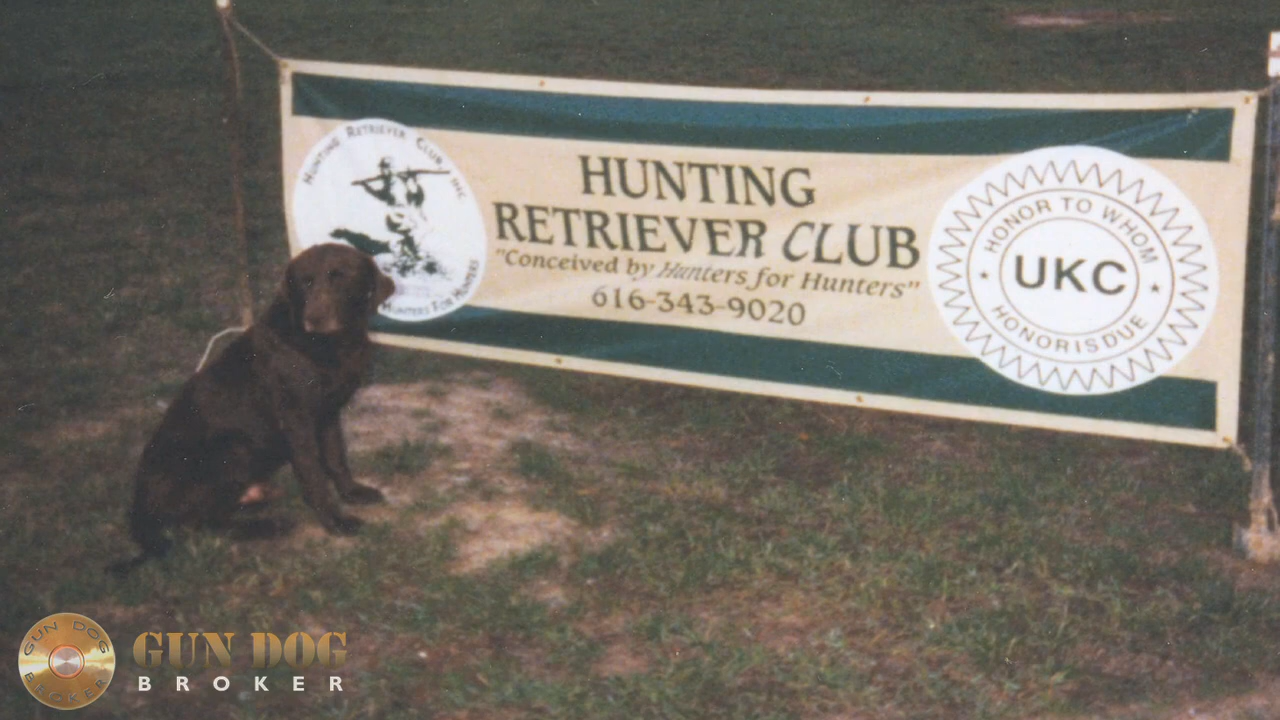 HUNTING RETRIEVER CLUB INC.
HUNTERS FOR HUNTERS
HUNTING
RETRIEVER CLUB
"Conceived by Hunters for Hunters"
616-343-9020
HONOR TO WHOM
UKC
HONOR IS DUE
GUN DOG
BROKER
GUN DOG
BROKER